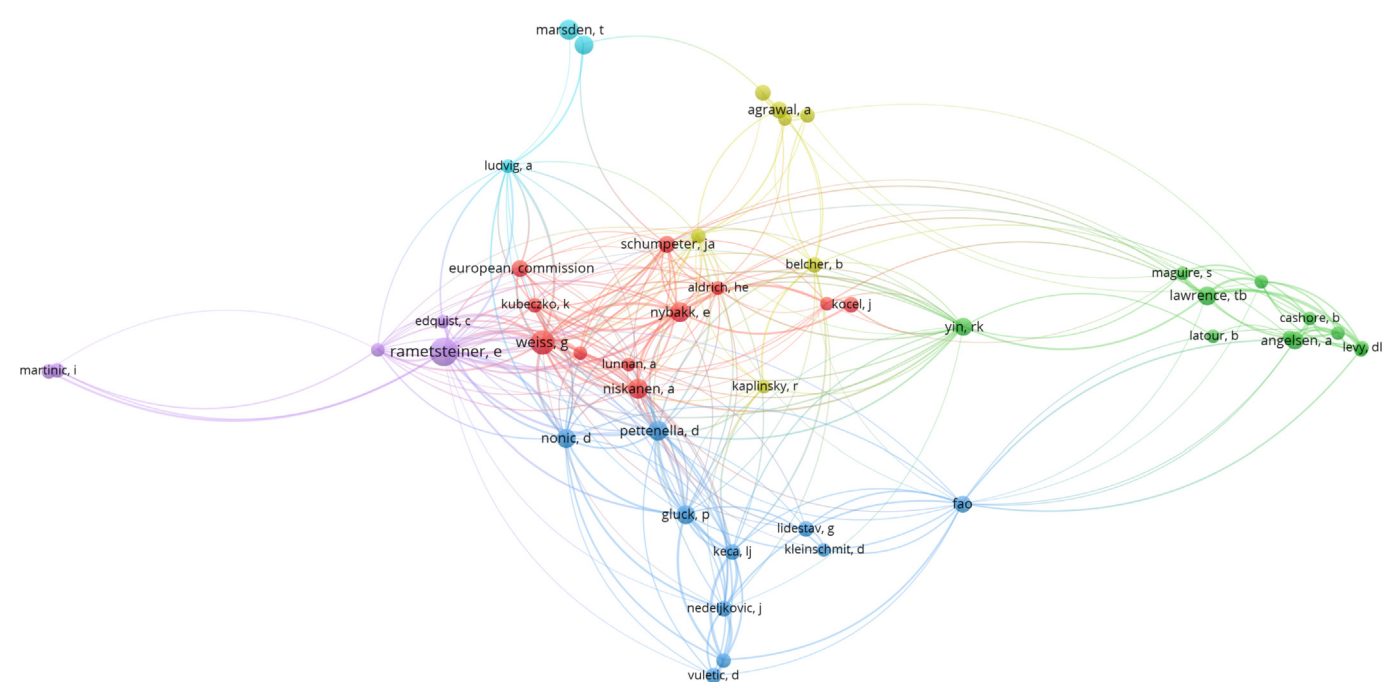 marsden, t
agrawal, a
ludvig, a
schumpeter, ja
european, commission
belcher, b
maguire, s
aldrich, he
lawrence, tb
kubeczko, k
kocel, j
nybakk, e
edquist, c
cashore, b
yin, rk
latour, b
angelsen, a
levy, dl
weiss, g
rametsteiner, e
lunnan, a
martinic, i
niskanen, a
kaplinsky, r
pettenella, d
nonic, d
fao
gluck, p
lidestav, g
keca, lj
kleinschmit, d
nedeljkovic, j
vuletic, d